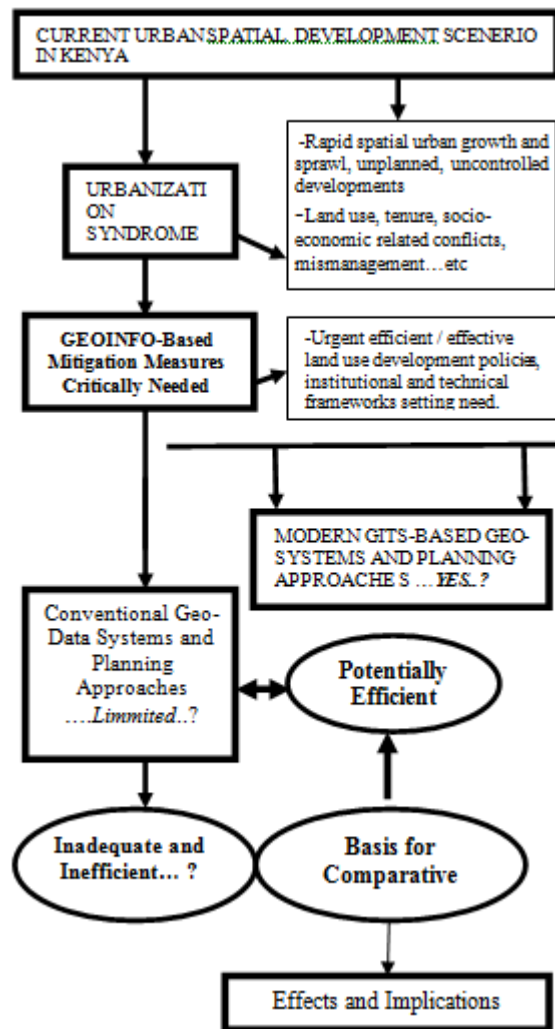 CURRENT URBAN SPATIAL DEVELOPMENT SCENERIO
IN KENYA
-Rapid spatial urban growth and
sprawl, unplanned, uncontrolled
developments
-Land use, tenure, socio-
economic related conflicts,
mismanagement…etc
URBANIZATI
ON
SYNDROME
GEOINFO-Based
Mitigation Measures
Critically Needed
-Urgent efficient / effective
land use development policies,
institutional and technical
frameworks setting need.
MODERN GITS-BASED GEO-
SYSTEMS AND PLANNING
APPROACHES …YES.?
Conventional Geo-
Data Systems and
Planning
Approaches
….Limmited..?
Potentially
Efficient
Inadequate and
Inefficient… ?
Basis for
Comparative
Effects and Implications